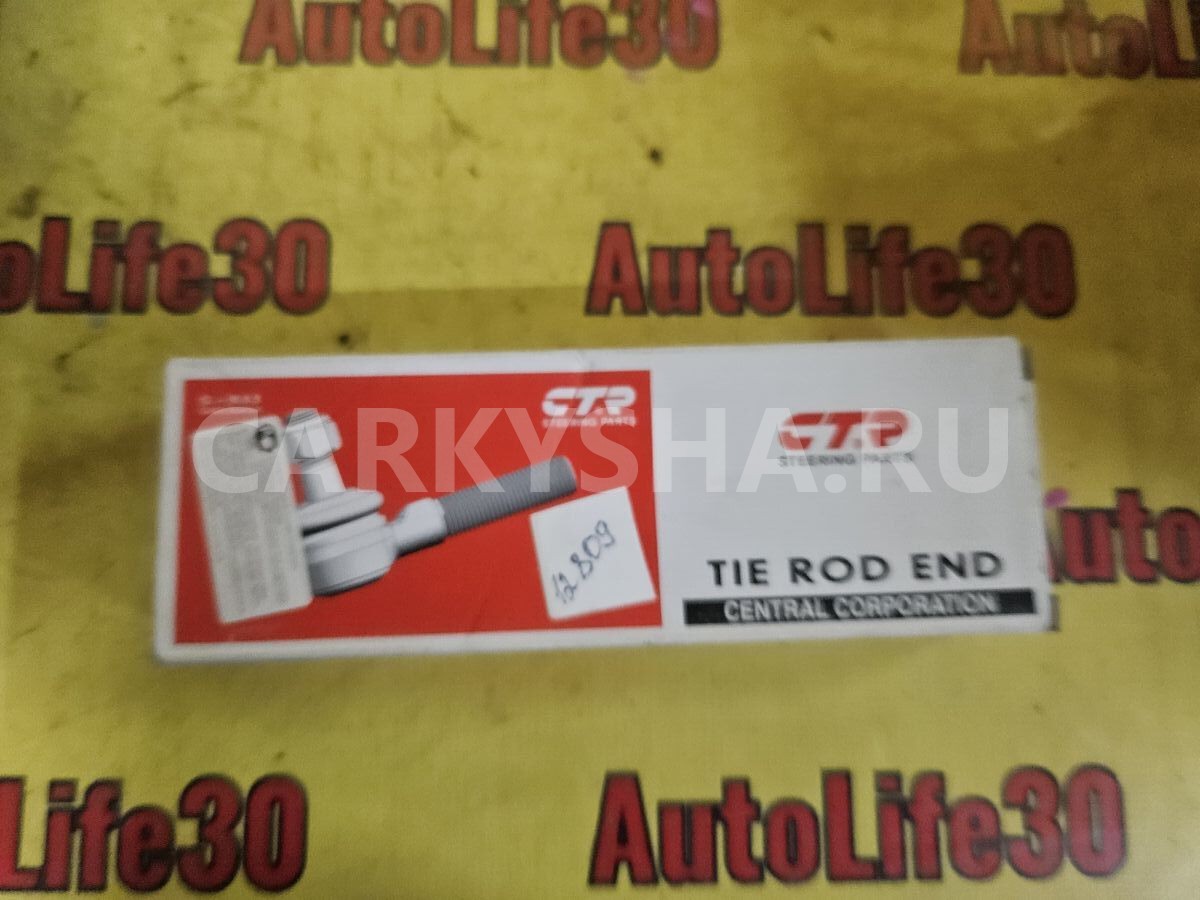 AutoLife30
AutoLife30
AutoLife30
CTR
STEERING PARTS
CTR
STEERING PARTS
CARKYSHA.RU
12809
TIE ROD END
CENTRAL CORPORATION
Life30
AutoLife30